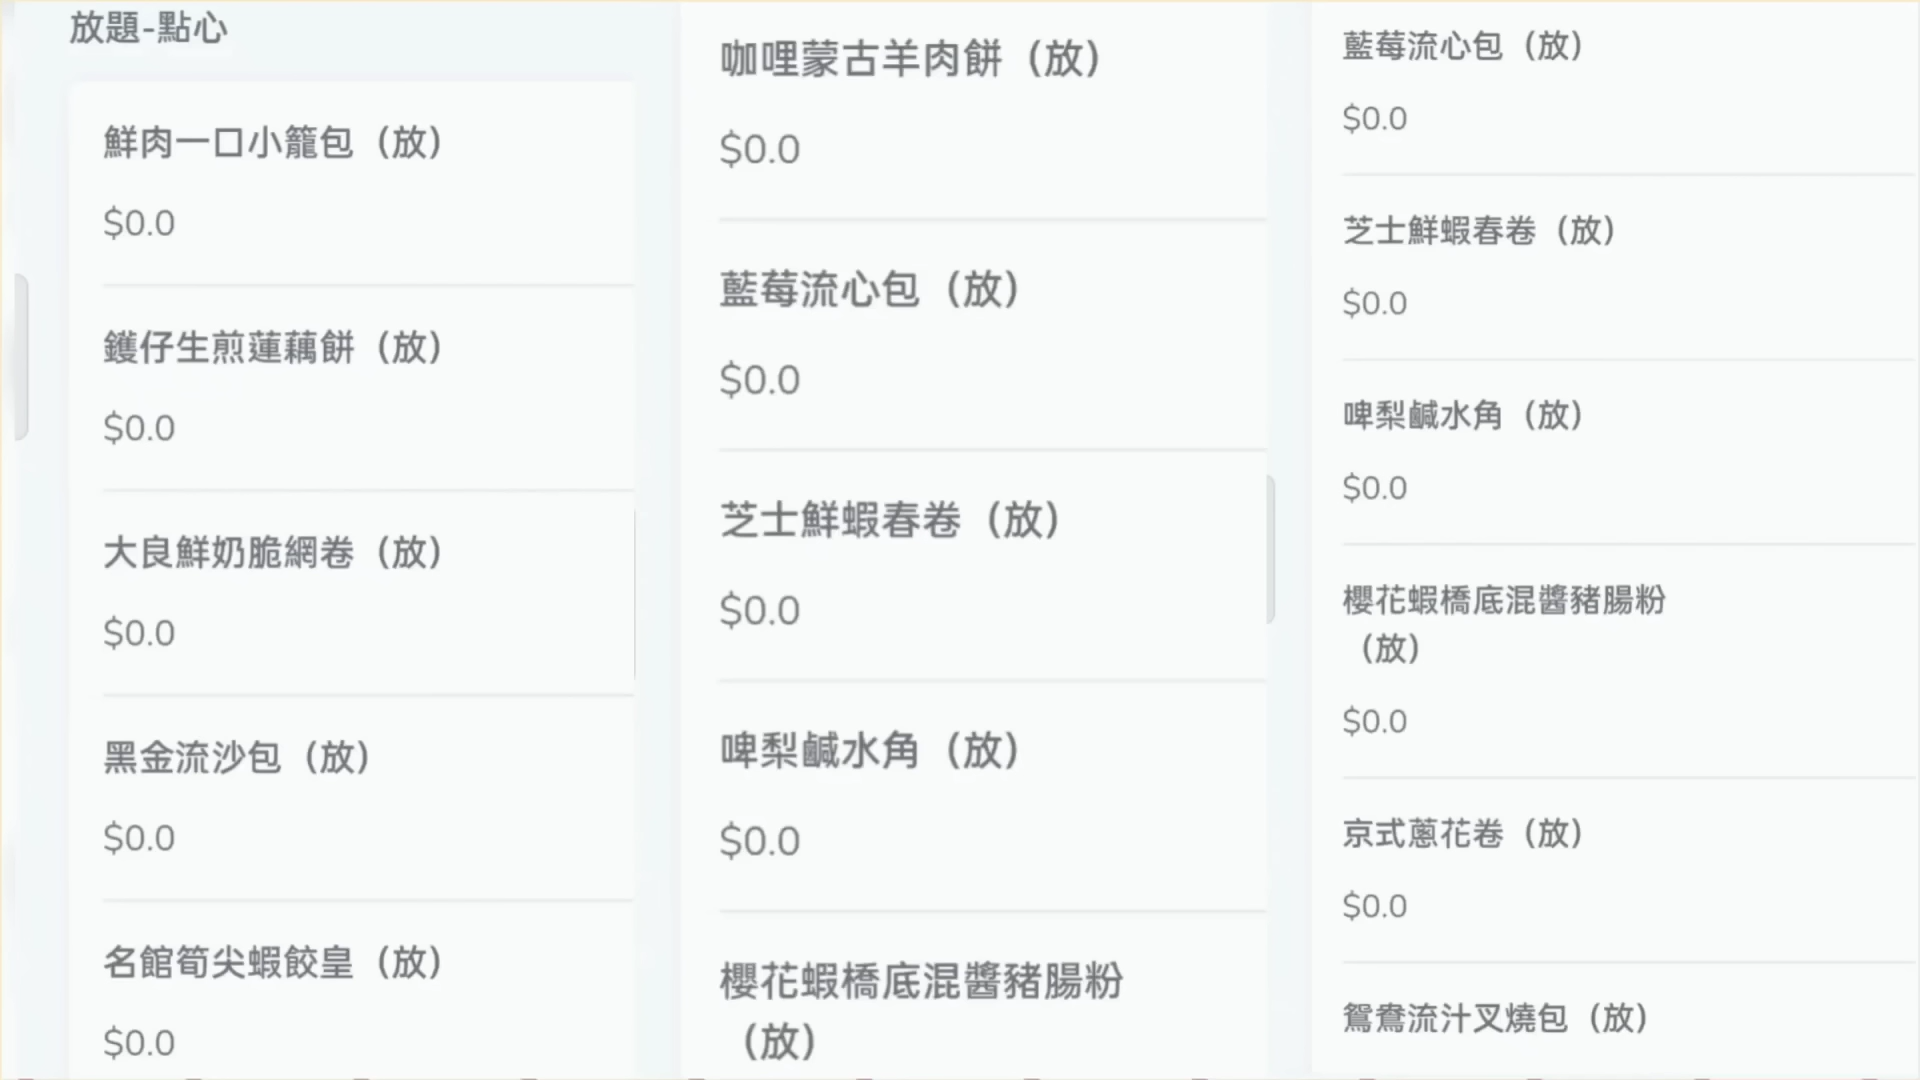 放題-點心
鮮肉一口小籠包（放）
$0.0
鑊仔生煎蓮藕餅（放）
$0.0
大良鮮奶脆網卷（放）
$0.0
黑金流沙包（放）
$0.0
名館筍尖蝦餃皇（放）
$0.0
咖哩蒙古羊肉餅（放）
$0.0
藍莓流心包（放）
$0.0
芝士鮮蝦春卷（放）
$0.0
啤梨鹹水角（放）
$0.0
櫻花蝦橋底混醬豬腸粉
（放）
藍莓流心包（放）
$0.0
芝士鮮蝦春卷（放）
$0.0
啤梨鹹水角（放）
$0.0
櫻花蝦橋底混醬豬腸粉
（放）
$0.0
京式蔥花卷（放）
$0.0
鴛鴦流汁叉燒包（放）